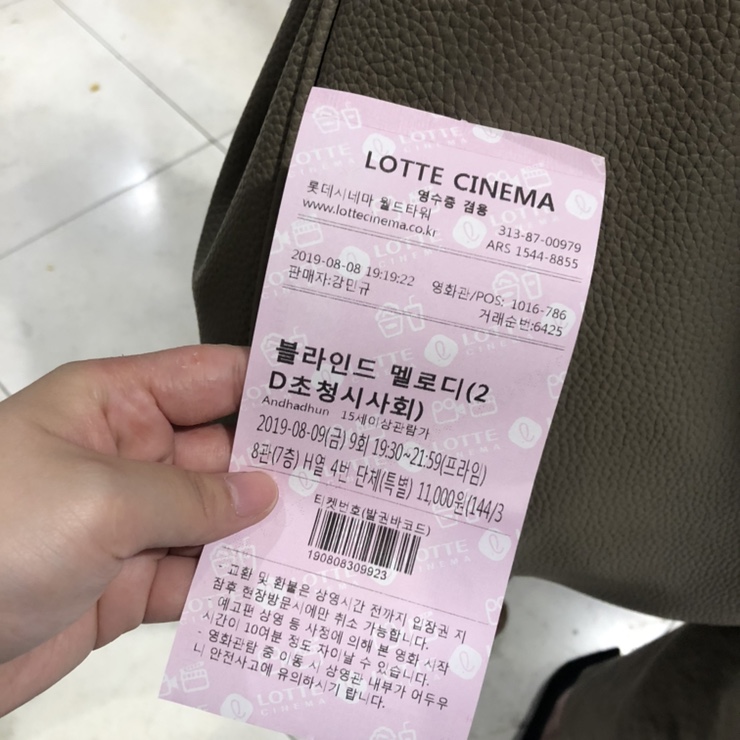 LOTTE CINEMA
롯데시네마 월드타워 영수증 겸용
www.lottecinema.co.kr
313-87-00979
ARS 1544-8855
2019-08-08 19:19:22 영화관/POS: 1016-786
판매자:강민규 거래순번:6425
블라인드 멜로디(2
D초청시사회)
Andhadhun 15세이상관람가
2019-08-09(금) 9회 19:30~21:59(프라임)
8관(7층) H열 4번 단체(특별) 11,000원(144/3
티켓번호(발권바코드)
190808309923
- 교환 및 환불은 상영시간 전까지 입장권 지
참후 현장방문시에만 취소 가능합니다.
- 예고편 상영 등 사정에 의해 본 영화 시작
시간이 10여분 정도 차이날 수 있습니다.
- 영화관람 중 이동 시 상영관 내부가 어두우
니 안전사고에 유의하시기 랍니다.